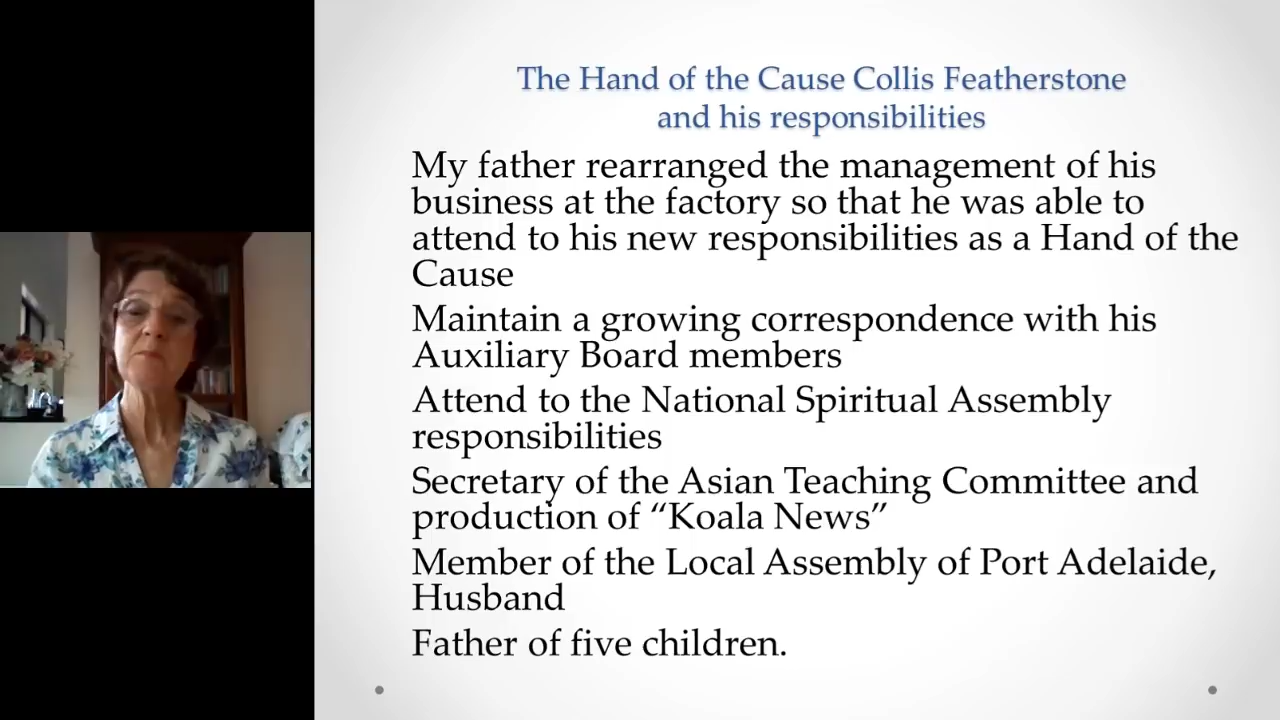 The Hand of the Cause Collis Featherstone
and his responsibilities
My father rearranged the management of his
business at the factory so that he was able to
attend to his new responsibilities as a Hand of the
Cause
Maintain a growing correspondence with his
Auxiliary Board members
Attend to the National Spiritual Assembly
responsibilities
Secretary of the Asian Teaching Committee and
production of “Koala News”
Member of the Local Assembly of Port Adelaide,
Husband
Father of five children.